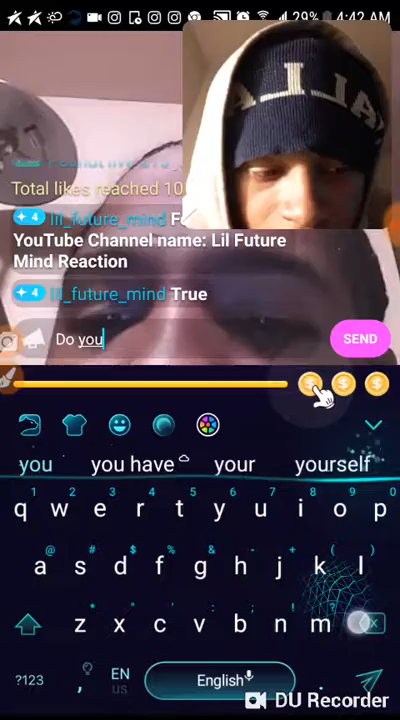 29% 4:42 AM
Total likes reached 10
4 lil_future_mind F
YouTube Channel name: Lil Future
Mind Reaction
4 lil_future_mind True
Do you
SEND
you you have your yourself
1 2 3 4 5 6 7 8 9 0
q w e r t y u i o p
@ # $ % & - + ( )
a s d f g h j k l
* " ' : ; ! ?
z x c v b n m
?123 , EN
US English .
DU Recorder